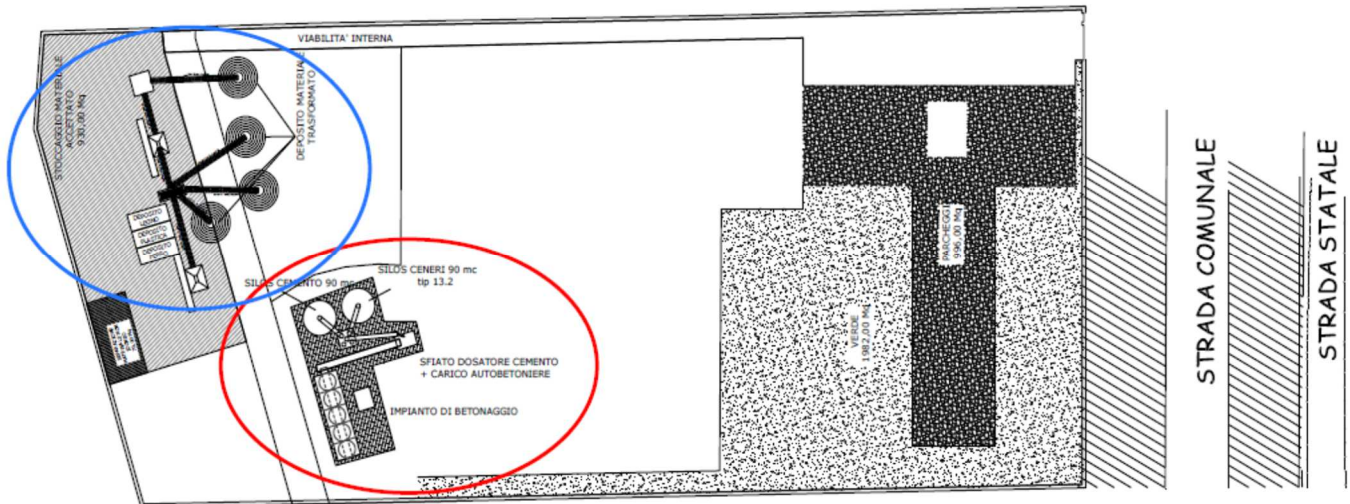 VIABILITA' INTERNA
STOCCAGGIO MATERIALE
ACCETTATO
930,00 Mq
DEPOSITO MATERIALE
TRASFORMATO
DEPOSITO
LEGNO
DEPOSITO
PLASTICA
DEPOSITO
SILOS CEMENTO 90 mc
SILOS CENERI 90 mc
tip 13.2
SFIATO DOSATORE CEMENTO
+ CARICO AUTOBETONIERE
IMPIANTO DI BETONAGGIO
PARCHEGGI
996,00 Mq
VERDE
1982,00 Mq
STRADA COMUNALE
STRADA STATALE